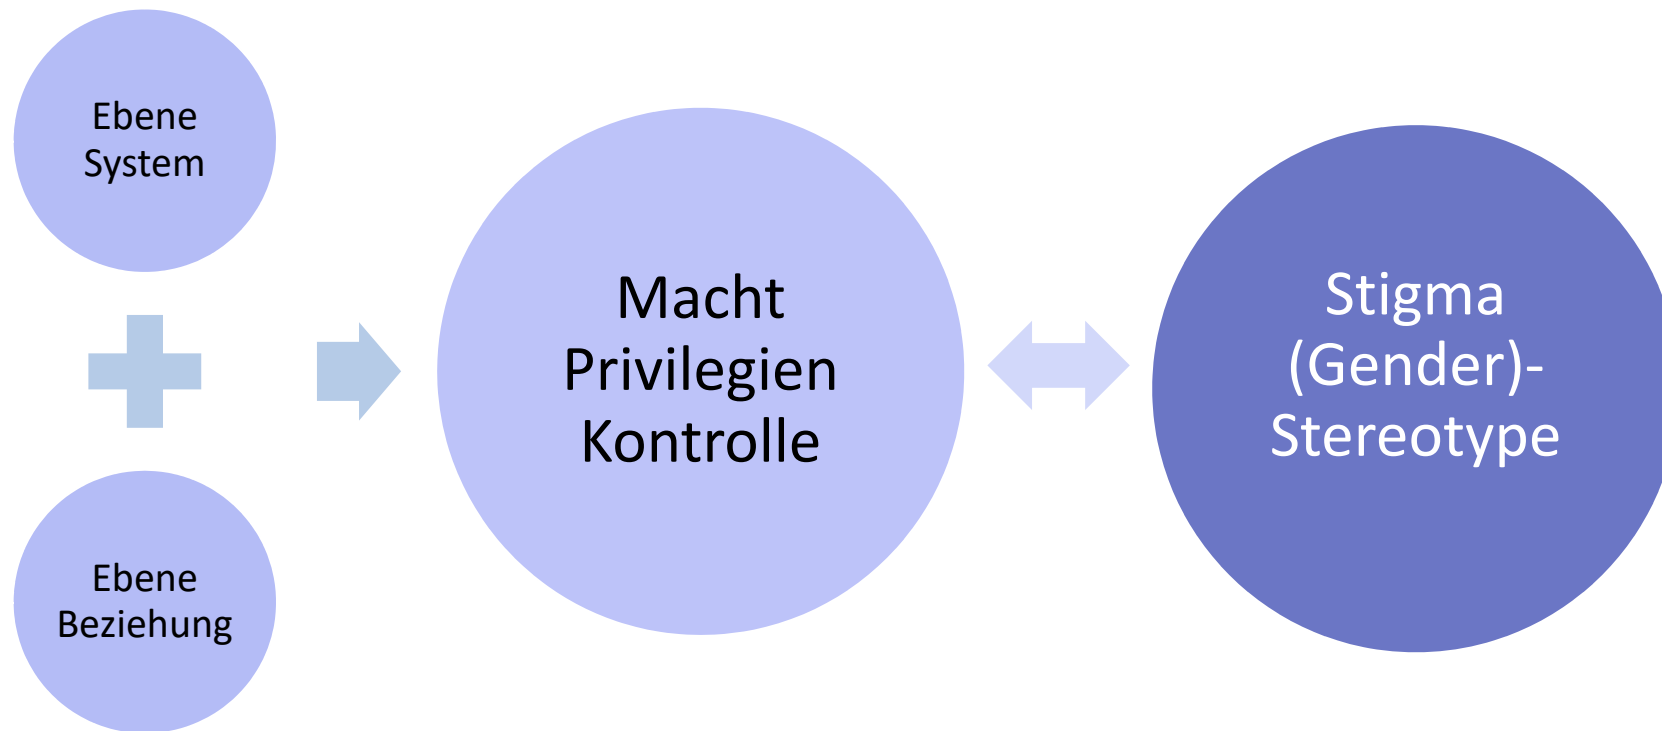 Ebene
System
Ebene
Beziehung
Macht
Privilegien
Kontrolle
Stigma
(Gender)-
Stereotype